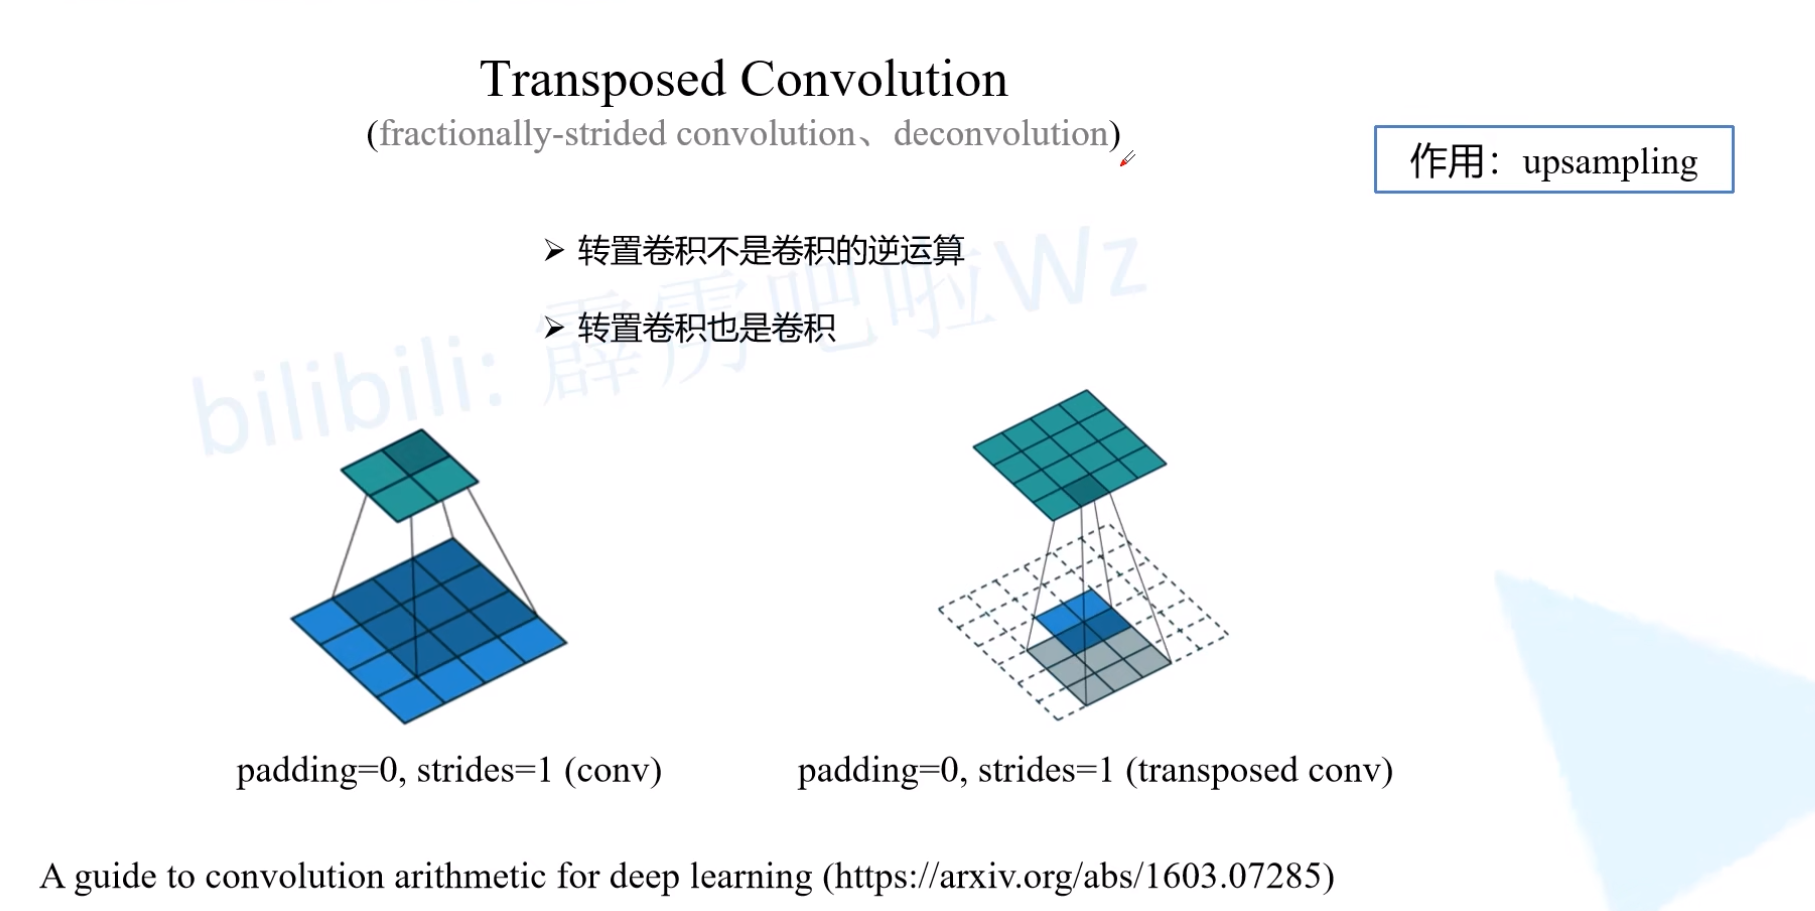 Transposed Convolution
(fractionally-strided convolution、deconvolution)
作用：upsampling
转置卷积不是卷积的逆运算
转置卷积也是卷积
bilibili: 霹雳吧啦Wz
padding=0, strides=1 (conv)
padding=0, strides=1 (transposed conv)
A guide to convolution arithmetic for deep learning (https://arxiv.org/abs/1603.07285)